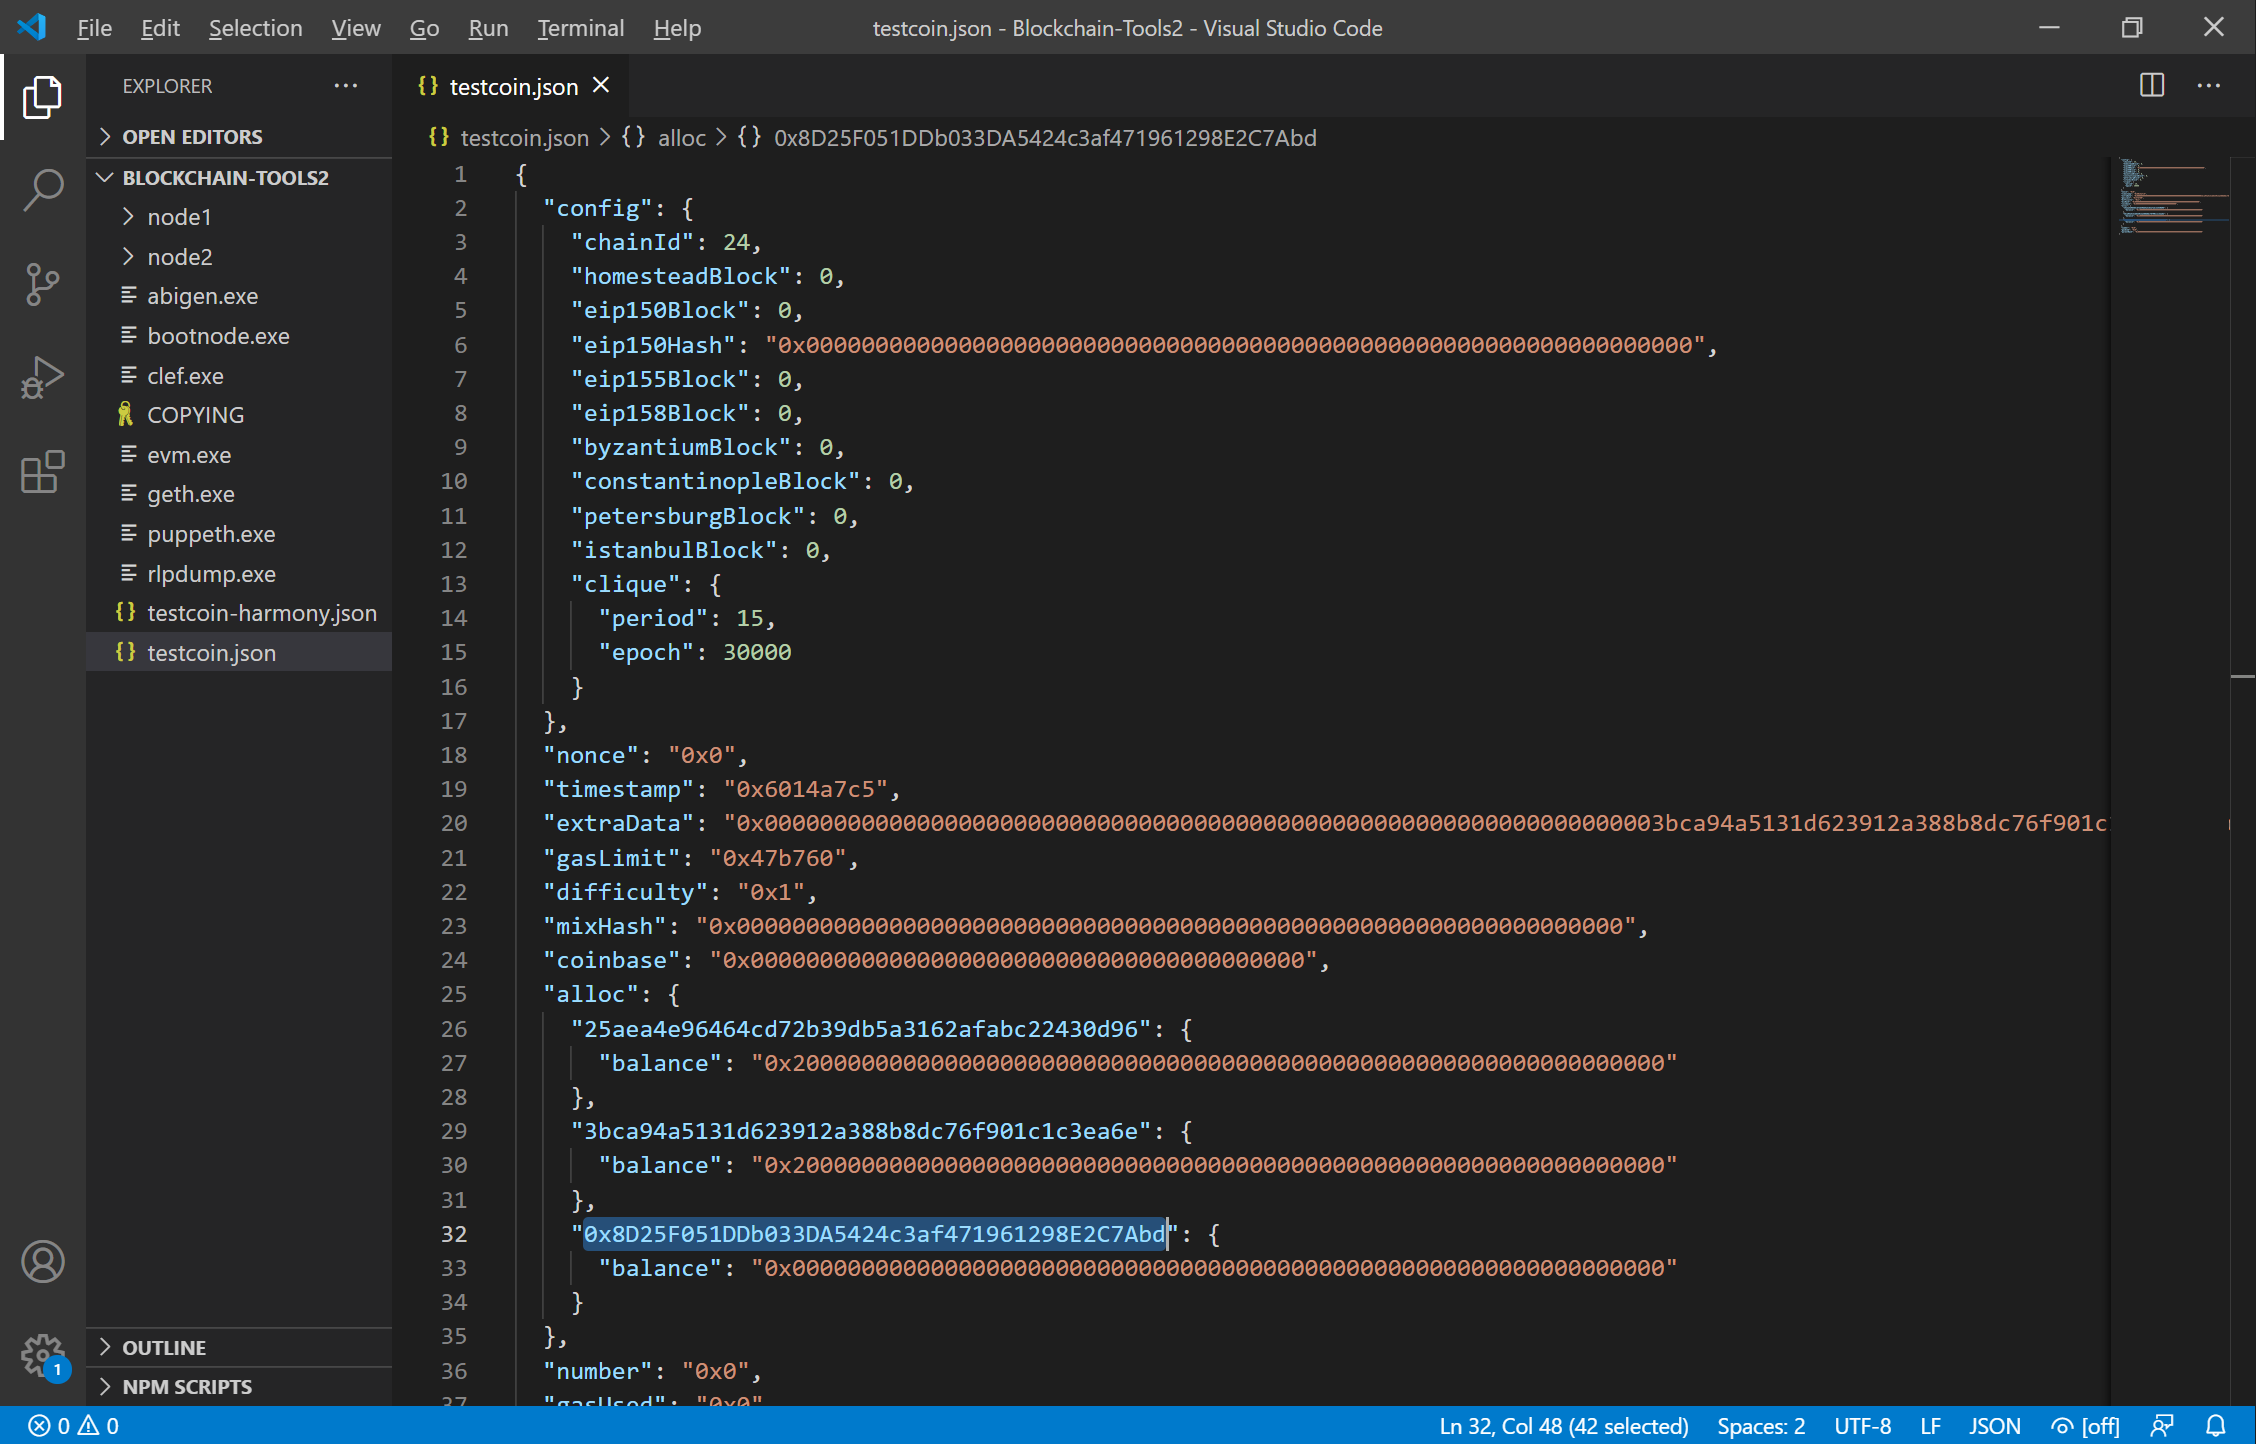 File Edit Selection View Go Run Terminal Help
testcoin.json - Blockchain-Tools2 - Visual Studio Code
EXPLORER
OPEN EDITORS
BLOCKCHAIN-TOOLS2
node1
node2
abigen.exe
bootnode.exe
clef.exe
COPYING
evm.exe
geth.exe
puppeth.exe
rlpdump.exe
{} testcoin-harmony.json
{} testcoin.json
OUTLINE
NPM SCRIPTS
1
{} testcoin.json
{} testcoin.json > {} alloc > {} 0x8D25F051DDb033DA5424c3af471961298E2C7Abd
1 {
2 "config": {
3 "chainId": 24,
4 "homesteadBlock": 0,
5 "eip150Block": 0,
6 "eip150Hash": "0x0000000000000000000000000000000000000000000000000000000000000000",
7 "eip155Block": 0,
8 "eip158Block": 0,
9 "byzantiumBlock": 0,
10 "constantinopleBlock": 0,
11 "petersburgBlock": 0,
12 "istanbulBlock": 0,
13 "clique": {
14 "period": 15,
15 "epoch": 30000
16 }
17 },
18 "nonce": "0x0",
19 "timestamp": "0x6014a7c5",
20 "extraData": "0x00000000000000000000000000000000000000000000000000000000000000003bca94a5131d623912a388b8dc76f901c
21 "gasLimit": "0x47b760",
22 "difficulty": "0x1",
23 "mixHash": "0x0000000000000000000000000000000000000000000000000000000000000000",
24 "coinbase": "0x0000000000000000000000000000000000000000",
25 "alloc": {
26 "25aea4e96464cd72b39db5a3162afabc22430d96": {
27 "balance": "0x200000000000000000000000000000000000000000000000000000000000000"
28 },
29 "3bca94a5131d623912a388b8dc76f901c1c3ea6e": {
30 "balance": "0x200000000000000000000000000000000000000000000000000000000000000"
31 },
32 "0x8D25F051DDb033DA5424c3af471961298E2C7Abd": {
33 "balance": "0x000000000000000000000000000000000000000000000000000000000000000"
34 }
35 },
36 "number": "0x0",
37 "gasUsed": "0x0"
0 0
Ln 32, Col 48 (42 selected) Spaces: 2 UTF-8 LF JSON [off]